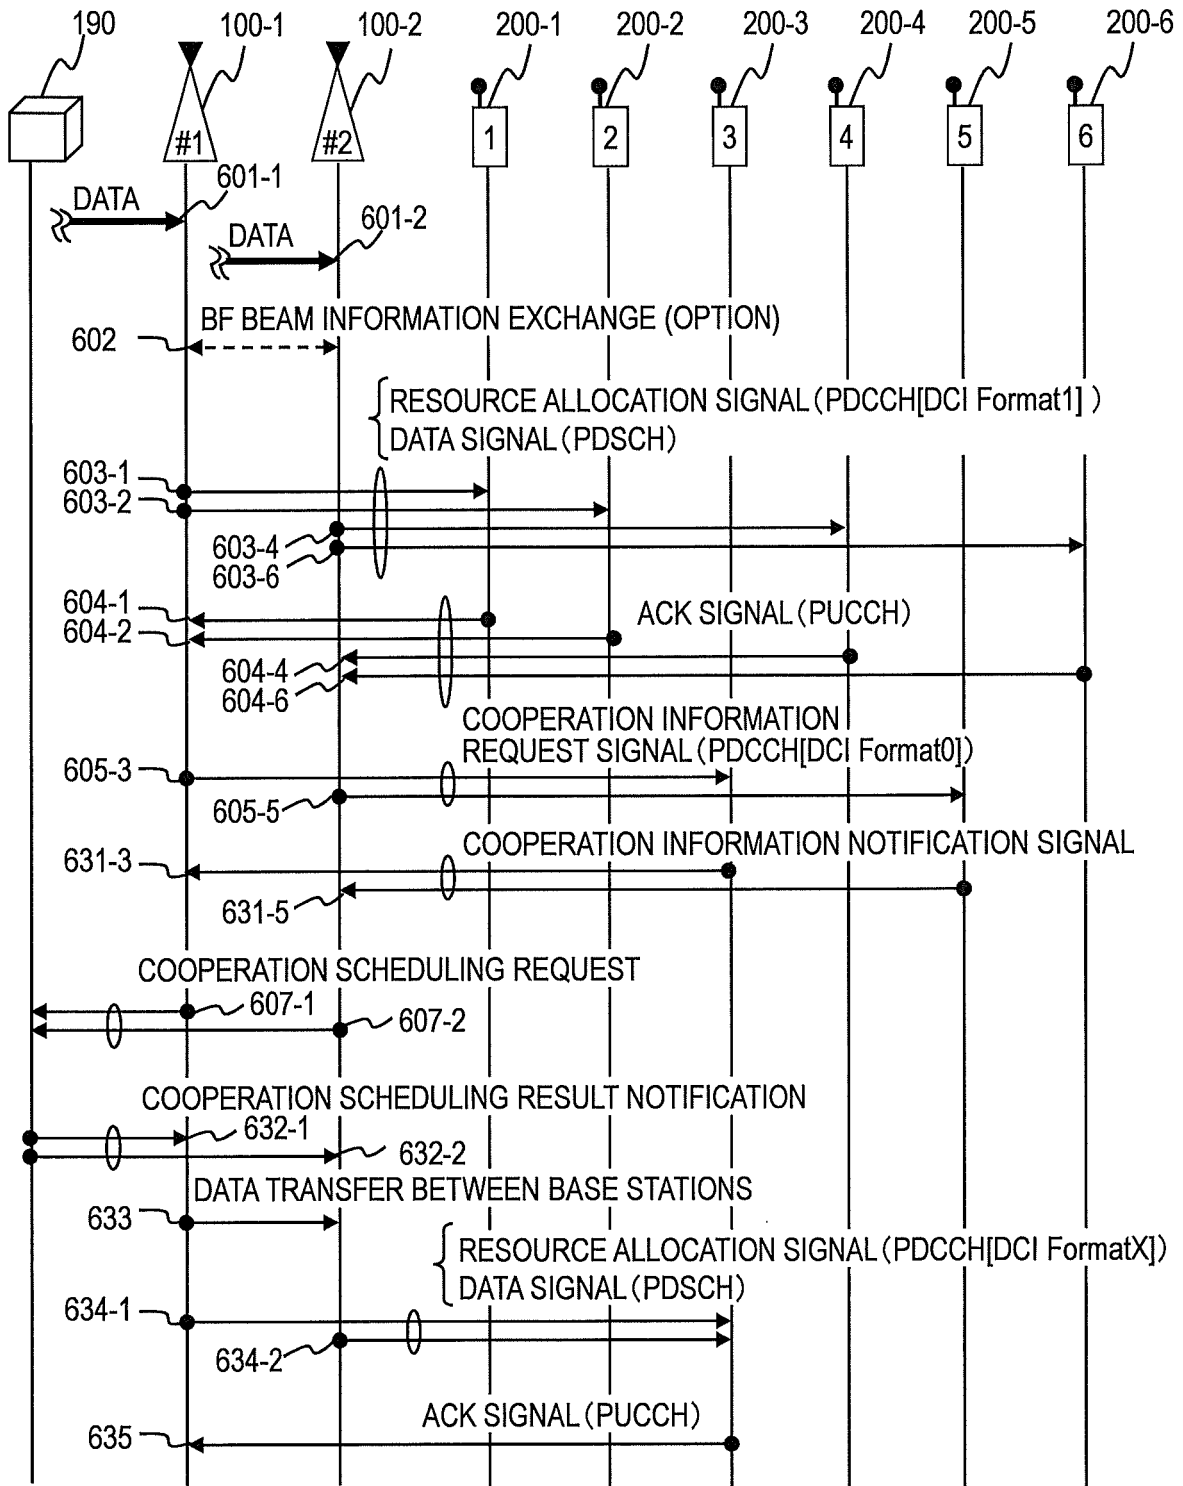 190 100-1 100-2 200-1 200-2 200-3 200-4 200-5 200-6
#1 #2 1 2 3 4 5 6
DATA 601-1
DATA 601-2
BF BEAM INFORMATION EXCHANGE (OPTION)
602
RESOURCE ALLOCATION SIGNAL (PDCCH[DCI Format1] )
DATA SIGNAL (PDSCH)
603-1
603-2
603-4
603-6
604-1
ACK SIGNAL (PUCCH)
604-2
604-4
604-6
COOPERATION INFORMATION
REQUEST SIGNAL (PDCCH[DCI Format0])
605-3
605-5
COOPERATION INFORMATION NOTIFICATION SIGNAL
631-3
631-5
COOPERATION SCHEDULING REQUEST
607-1
607-2
COOPERATION SCHEDULING RESULT NOTIFICATION
632-1
632-2
DATA TRANSFER BETWEEN BASE STATIONS
633
RESOURCE ALLOCATION SIGNAL (PDCCH[DCI FormatX])
DATA SIGNAL (PDSCH)
634-1
634-2
ACK SIGNAL (PUCCH)
635